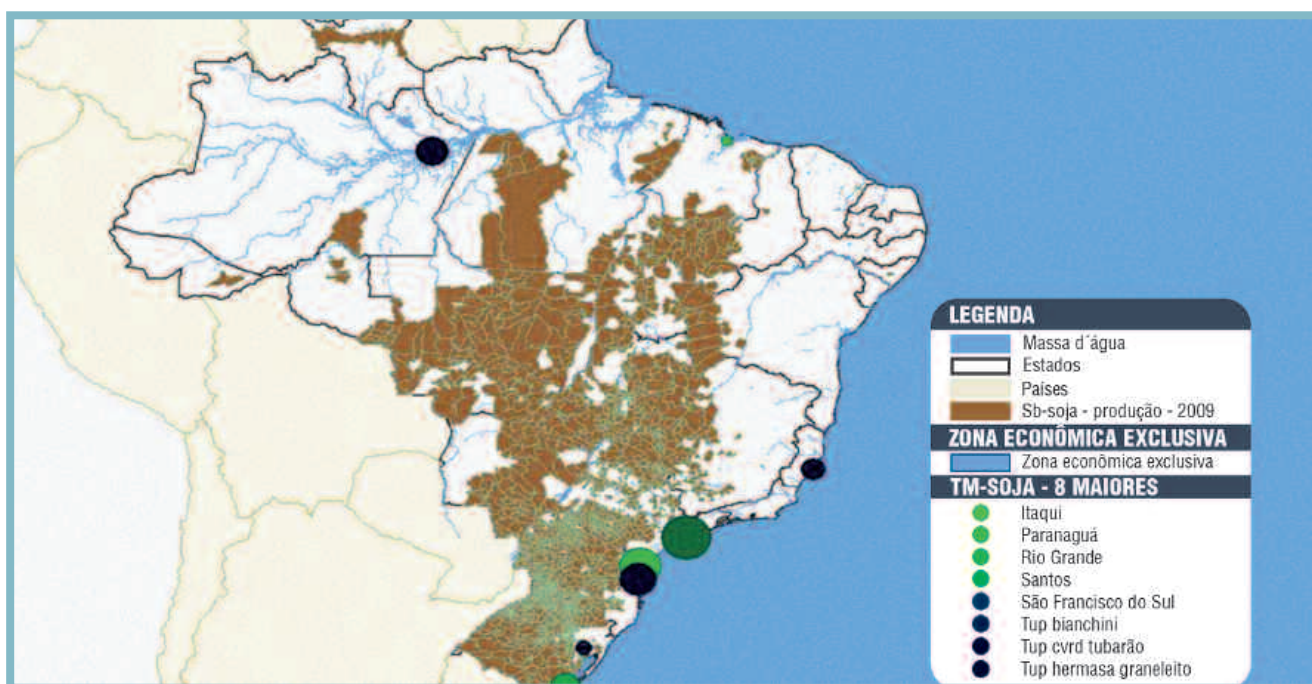 LEGENDA
Massa d´água
Estados
Países
Sb-soja - produção - 2009
ZONA ECONÔMICA EXCLUSIVA
Zona econômica exclusiva
TM-SOJA - 8 MAIORES
Itaqui
Paranaguá
Rio Grande
Santos
São Francisco do Sul
Tup bianchini
Tup cvrd tubarão
Tup hermasa graneleito